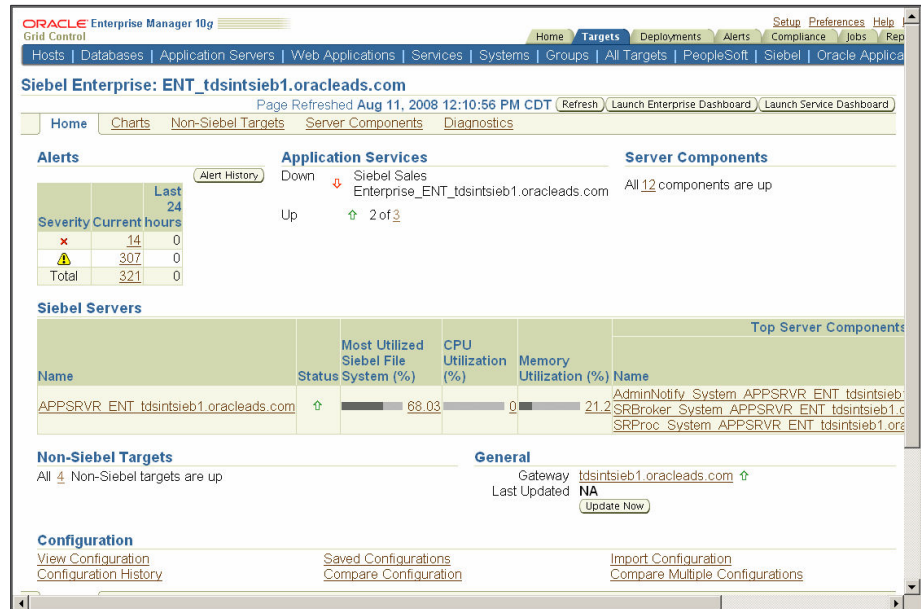 ORACLE Enterprise Manager 10g
Grid Control
Setup Preferences Help
Home Targets Deployments Alerts Compliance Jobs Rep
Hosts | Databases | Application Servers | Web Applications | Services | Systems | Groups | All Targets | PeopleSoft | Siebel | Oracle Applica
Siebel Enterprise: ENT_tdsintsieb1.oracleads.com
Page Refreshed Aug 11, 2008 12:10:56 PM CDT Refresh Launch Enterprise Dashboard Launch Service Dashboard
Home Charts Non-Siebel Targets Server Components Diagnostics
Alerts
Alert History
Severity Current Last 24 hours
14 0
307 0
Total 321 0
Application Services
Down Siebel Sales
Enterprise_ENT_tdsintsieb1.oracleads.com
Up 2 of 3
Server Components
All 12 components are up
Siebel Servers
Top Server Components
Name Status Most Utilized Siebel File System (%) CPU Utilization (%) Memory Utilization (%) Name
APPSRVR_ENT_tdsintsieb1.oracleads.com 68.03 0 21.2
AdminNotify_System_APPSRVR_ENT_tdsintsieb
SRBroker_System_APPSRVR_ENT_tdsintsieb1.o
SRProc_System_APPSRVR_ENT_tdsintsieb1.ora
Non-Siebel Targets
All 4 Non-Siebel targets are up
General
Gateway tdsintsieb1.oracleads.com
Last Updated NA
Update Now
Configuration
View Configuration Saved Configurations Import Configuration
Configuration History Compare Configuration Compare Multiple Configurations